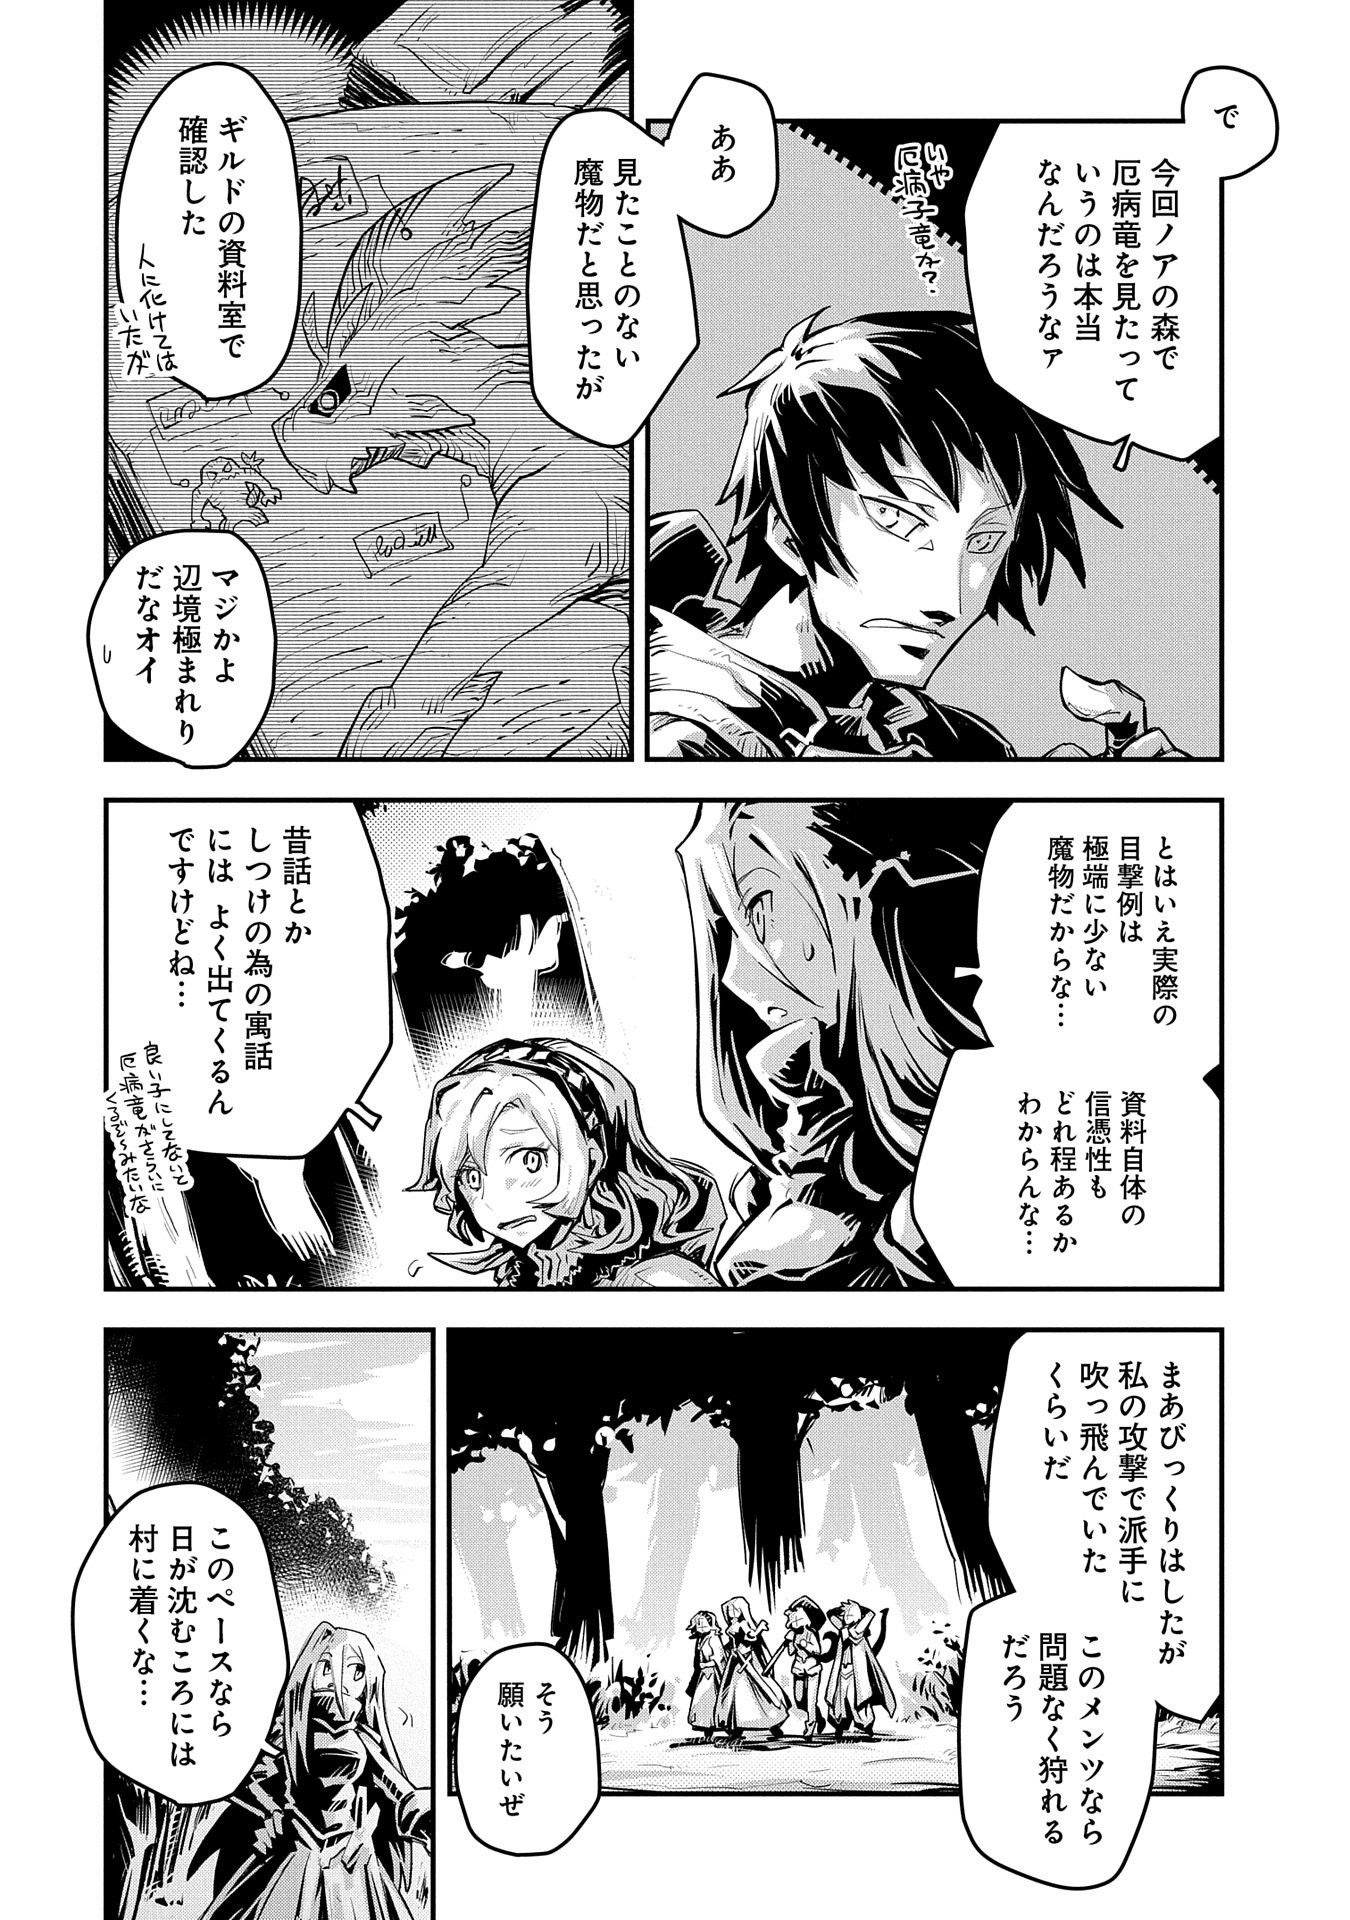 で
今回ノアの森で
厄病竜を見たって
いうのは本当
なんだろうなァ
いや
厄病子竜か?
ああ
見たことのない
魔物だと思ったが
ギルドの資料室で
確認した
人に化けては
いたが
マジかよ
辺境極まれり
だなオイ
とはいえ実際の
目撃例は
極端に少ない
魔物だからな…
資料自体の
信憑性も
どれ程あるか
わからんな…
昔話とか
しつけの為の寓話
には よく出てくるん
ですけどね…
良い子にしてないと
厄病竜がさらいに
くるぞ〜みたいな
まあびっくりはしたが
私の攻撃で派手に
吹っ飛んでいた
くらいだ
このメンツなら
問題なく狩れる
だろう
そう
願いたいぜ
このペースなら
日が沈むころには
村に着くな…